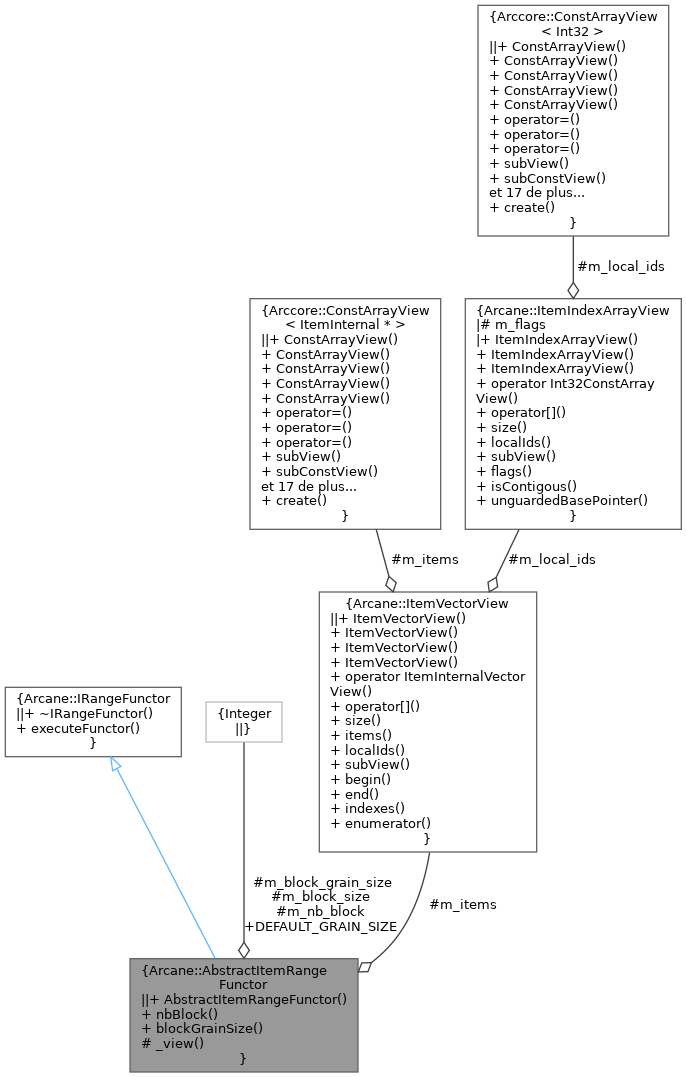 {Arccore::ConstArrayView
< Int32 >
||+ ConstArrayView()
+ ConstArrayView()
+ ConstArrayView()
+ ConstArrayView()
+ ConstArrayView()
+ operator=()
+ operator=()
+ operator=()
+ subView()
+ subConstView()
et 17 de plus...
+ create()
}
#m_local_ids
{Arccore::ConstArrayView
< ItemInternal * >
||+ ConstArrayView()
+ ConstArrayView()
+ ConstArrayView()
+ ConstArrayView()
+ ConstArrayView()
+ operator=()
+ operator=()
+ operator=()
+ subView()
+ subConstView()
et 17 de plus...
+ create()
}
{Arcane::ItemIndexArrayView
|# m_flags
|+ ItemIndexArrayView()
+ ItemIndexArrayView()
+ ItemIndexArrayView()
+ operator Int32ConstArray
View()
+ operator[]()
+ size()
+ localIds()
+ subView()
+ flags()
+ isContigous()
+ unguardedBasePointer()
}
#m_items
#m_local_ids
{Arcane::ItemVectorView
||+ ItemVectorView()
+ ItemVectorView()
+ ItemVectorView()
+ ItemVectorView()
+ operator ItemInternalVector
View()
+ operator[]()
+ size()
+ items()
+ localIds()
+ subView()
+ begin()
+ end()
+ indexes()
+ enumerator()
}
{Arcane::IRangeFunctor
||+ ~IRangeFunctor()
+ executeFunctor()
}
{Integer
||}
#m_block_grain_size
#m_block_size
#m_nb_block
+DEFAULT_GRAIN_SIZE
#m_items
{Arcane::AbstractItemRange
Functor
||+ AbstractItemRangeFunctor()
+ nbBlock()
+ blockGrainSize()
# _view()
}